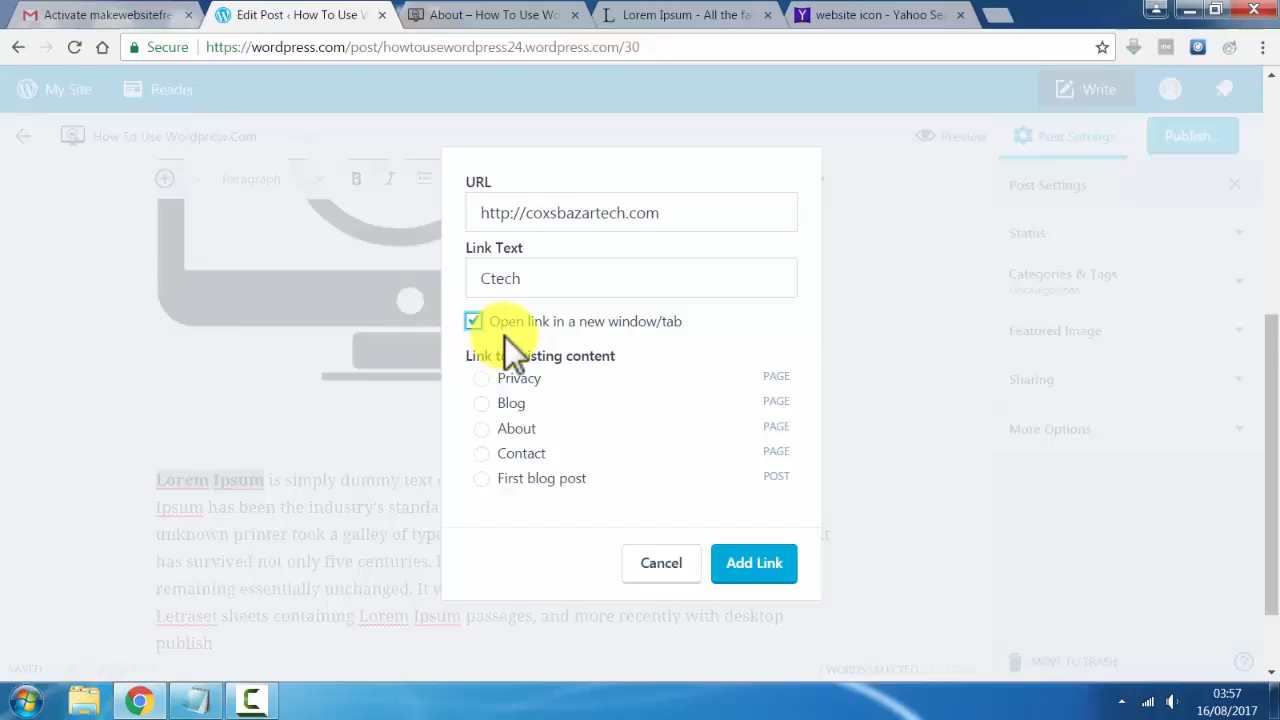 Activate makewebsitefre
Edit Post ‹ How To Use W
About – How To Use W
Lorem Ipsum - All the fa
website icon - Yahoo Se
Secure
https://wordpress.com/post/howtousewordpress24.wordpress.com/30
My Site
Reader
Write
How To Use Wordpress.Com
Preview
Post Settings
Publish...
Paragraph
B
I
Post Settings
Status
Categories & Tags
Uncategorized
Featured Image
Sharing
More Options
URL
http://coxsbazartech.com
Link Text
Ctech
Open link in a new window/tab
Link to existing content
Privacy PAGE
Blog PAGE
About PAGE
Contact PAGE
First blog post POST
Cancel
Add Link
Lorem Ipsum is simply dummy text
Ipsum has been the industry's standa
unknown printer took a galley of type
has survived not only five centuries.
remaining essentially unchanged. It w
Letraset sheets containing Lorem Ipsum passages, and more recently with desktop
publish
SAVED
WORDS SELECTED
MOVE TO TRASH
03:57
16/08/2017